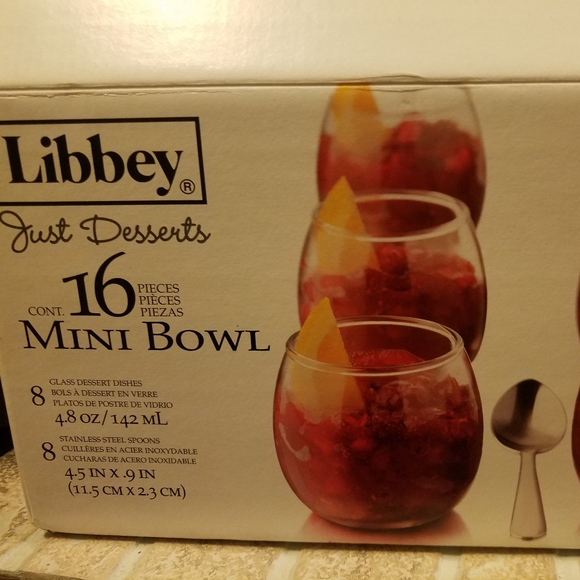 Libbey®
Just Desserts
CONT. 16 PIECES
PIÈCES
PIEZAS
MINI BOWL
8 GLASS DESSERT DISHES
BOLS À DESSERT EN VERRE
PLATOS DE POSTRE DE VIDRIO
4.8 OZ/142 mL
8 STAINLESS STEEL SPOONS
CUILLÈRES EN ACIER INOXYDABLE
CUCHARAS DE ACERO INOXIDABLE
4.5 IN X .9 IN
(11.5 CM X 2.3 CM)